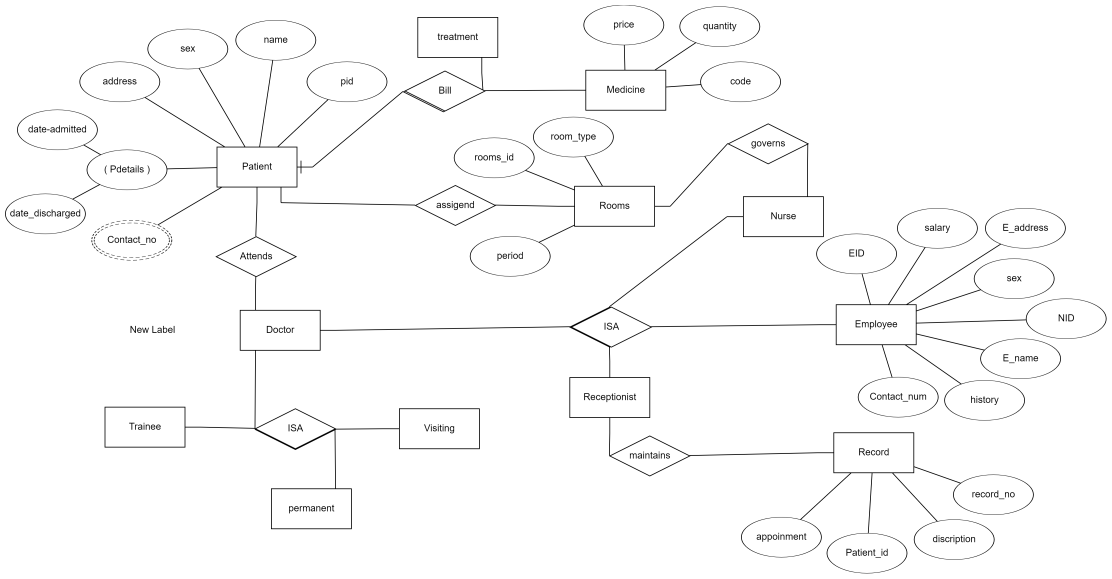 price
quantity
name
treatment
sex
code
address
pid
Bill
Medicine
date-admitted
room_type
governs
rooms_id
Patient
( Pdetails )
assigend
Rooms
date_discharged
Nurse
salary
E_address
Contact_no
EID
Attends
period
sex
NID
New Label
Doctor
ISA
Employee
E_name
Receptionist
Contact_num
history
Trainee
ISA
Visiting
maintains
Record
record_no
permanent
appoinment
Patient_id
discription